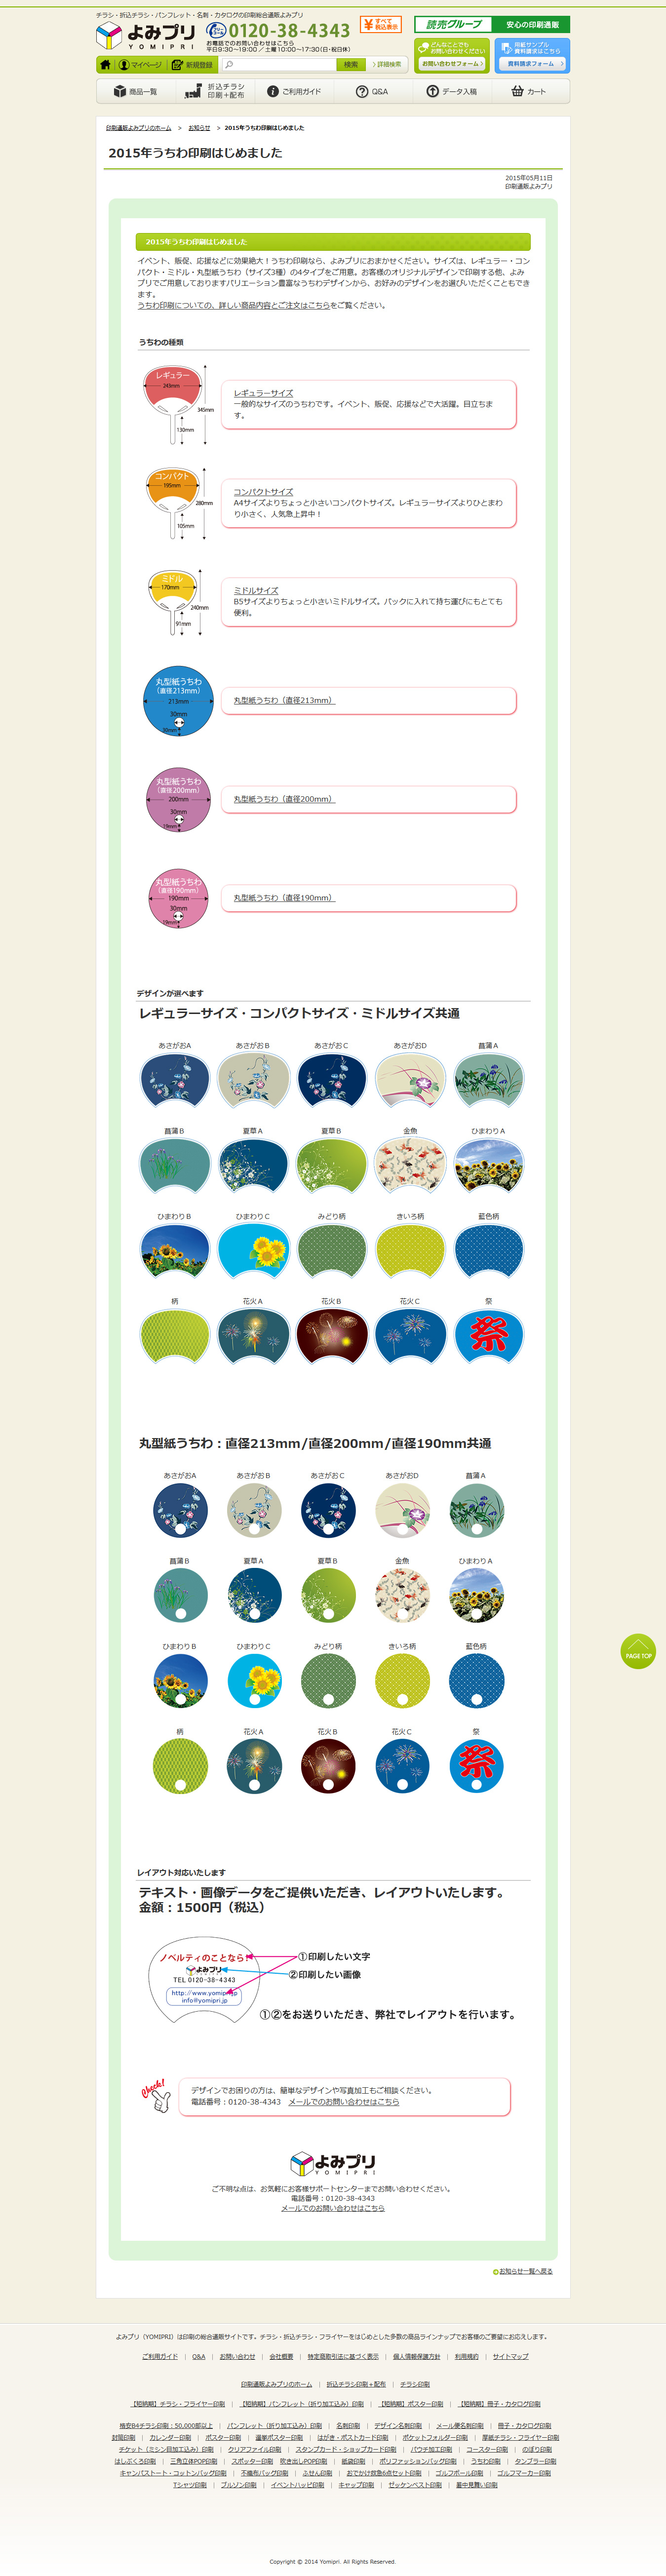 チラシ・折込チラシ・パンフレット・名刺・カタログの印刷総合通販よみプリ
よみプリ
YOMIPRI
0120-38-4343
お電話でのお問い合わせはこちら
平日8:30～19:00／土曜10:00～17:30(日・祝休)
すべて税込表示
読売グループ 安心の印刷通販
どんなことでもお問い合わせください
お問い合わせフォーム
用紙サンプル資料請求はこちら
資料請求フォーム
マイページ 新規登録 検索 詳細検索
商品一覧 折込チラシ印刷+配布 ご利用ガイド Q&A データ入稿 カート
印刷通販よみプリのホーム > お知らせ > 2015年うちわ印刷はじめました
2015年うちわ印刷はじめました
2015年05月11日
印刷通販よみプリ
2015年うちわ印刷はじめました
イベント、販促、応援などに効果絶大！うちわ印刷なら、よみプリにおまかせください。サイズは、レギュラー・コン
パクト・ミドル・丸型紙うちわ（サイズ3種）の4タイプをご用意。お客様のオリジナルデザインで印刷する他、よみ
プリでご用意しておりますバリエーション豊富なうちわデザインから、お好みのデザインをお選びいただくこともでき
ます。
うちわ印刷についての、詳しい商品内容とご注文はこちらをご覧ください。
うちわの種類
レギュラー
243mm
345mm
130mm
レギュラーサイズ
一般的なサイズのうちわです。イベント、販促、応援などで大活躍。目立ちま
す。
コンパクト
195mm
280mm
105mm
コンパクトサイズ
A4サイズよりちょっと小さいコンパクトサイズ。レギュラーサイズよりひとまわ
り小さく、人気急上昇中！
ミドル
170mm
240mm
91mm
ミドルサイズ
B5サイズよりちょっと小さいミドルサイズ。バックに入れて持ち運びにもとても
便利。
丸型紙うちわ
（直径213mm）
213mm
30mm
丸型紙うちわ（直径213mm）
丸型紙うちわ
（直径200mm）
200mm
30mm
19mm
丸型紙うちわ（直径200mm）
丸型紙うちわ
（直径190mm）
190mm
30mm
19mm
丸型紙うちわ（直径190mm）
デザインが選べます
レギュラーサイズ・コンパクトサイズ・ミドルサイズ共通
あさがおA あさがおB あさがおC あさがおD 菖蒲A
菖蒲B 夏草A 夏草B 金魚 ひまわりA
ひまわりB ひまわりC みどり柄 きいろ柄 藍色柄
柄 花火A 花火B 花火C 祭
祭
丸型紙うちわ：直径213mm/直径200mm/直径190mm共通
あさがおA あさがおB あさがおC あさがおD 菖蒲A
菖蒲B 夏草A 夏草B 金魚 ひまわりA
ひまわりB ひまわりC みどり柄 きいろ柄 藍色柄
柄 花火A 花火B 花火C 祭
祭
PAGE TOP
レイアウト対応いたします
テキスト・画像データをご提供いただき、レイアウトいたします。
金額：1500円（税込）
ノベルティのことなら！
よみプリ
TEL 0120-38-4343
http://www.yomipri.jp
info@yomipri.jp
①印刷したい文字
②印刷したい画像
①②をお送りいただき、弊社でレイアウトを行います。
Check!
デザインでお困りの方は、簡単なデザインや写真加工もご相談ください。
電話番号：0120-38-4343 メールでのお問い合わせはこちら
よみプリ
YOMIPRI
ご不明な点は、お気軽にお客様サポートセンターまでお問い合わせください。
電話番号：0120-38-4343
メールでのお問い合わせはこちら
お知らせ一覧へ戻る
よみプリ（YOMIPRI）は印刷の総合通販サイトです。チラシ・折込チラシ・フライヤーをはじめとした多数の商品ラインナップでお客様のご要望にお応えします。
ご利用ガイド | Q&A | お問い合わせ | 会社概要 | 特定商取引法に基づく表示 | 個人情報保護方針 | 利用規約 | サイトマップ
印刷通販よみプリのホーム | 折込チラシ印刷＋配布 | チラシ印刷
【短納期】チラシ・フライヤー印刷 | 【短納期】パンフレット（折り加工込み）印刷 | 【短納期】ポスター印刷 | 【短納期】冊子・カタログ印刷
格安B4チラシ印刷：50,000部以上 | パンフレット（折り加工込み）印刷 | 名刺印刷 | デザイン名刺印刷 | メール便名刺印刷 | 冊子・カタログ印刷
封筒印刷 | カレンダー印刷 | ポスター印刷 | 選挙ポスター印刷 | はがき・ポストカード印刷 | ポケットフォルダー印刷 | 厚紙チラシ・フライヤー印刷
チケット（ミシン目加工込み）印刷 | クリアファイル印刷 | スタンプカード・ショップカード印刷 | パウチ加工印刷 | コースター印刷 | のぼり印刷
はしぶくろ印刷 | 三角立体POP印刷 | スポッター印刷 吹き出しPOP印刷 | 紙袋印刷 | ポリファッションバッグ印刷 | うちわ印刷 | タンブラー印刷
キャンバストート・コットンバッグ印刷 | 不織布バッグ印刷 | ふせん印刷 | おでかけ救急6点セット印刷 | ゴルフボール印刷 | ゴルフマーカー印刷
Tシャツ印刷 | ブルゾン印刷 | イベントハッピ印刷 | キャップ印刷 | ゼッケンベスト印刷 | 暑中見舞い印刷
Copyright © 2014 Yomipri. All Rights Reserved.